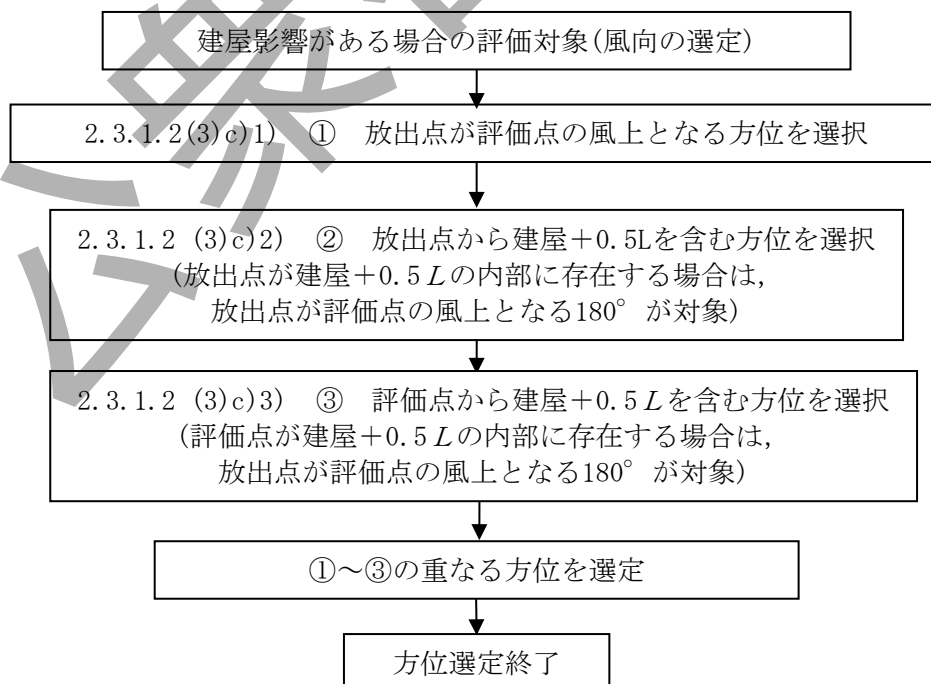 建屋影響がある場合の評価対象(風向の選定)
2.3.1.2(3)c)1) ① 放出点が評価点の風上となる方位を選択
2.3.1.2 (3)c)2) ② 放出点から建屋＋0.5Lを含む方位を選択
(放出点が建屋＋0.5Lの内部に存在する場合は,
放出点が評価点の風上となる180°が対象)
2.3.1.2 (3)c)3) ③ 評価点から建屋＋0.5Lを含む方位を選択
(評価点が建屋＋0.5Lの内部に存在する場合は,
放出点が評価点の風上となる180°が対象)
①～③の重なる方位を選定
方位選定終了